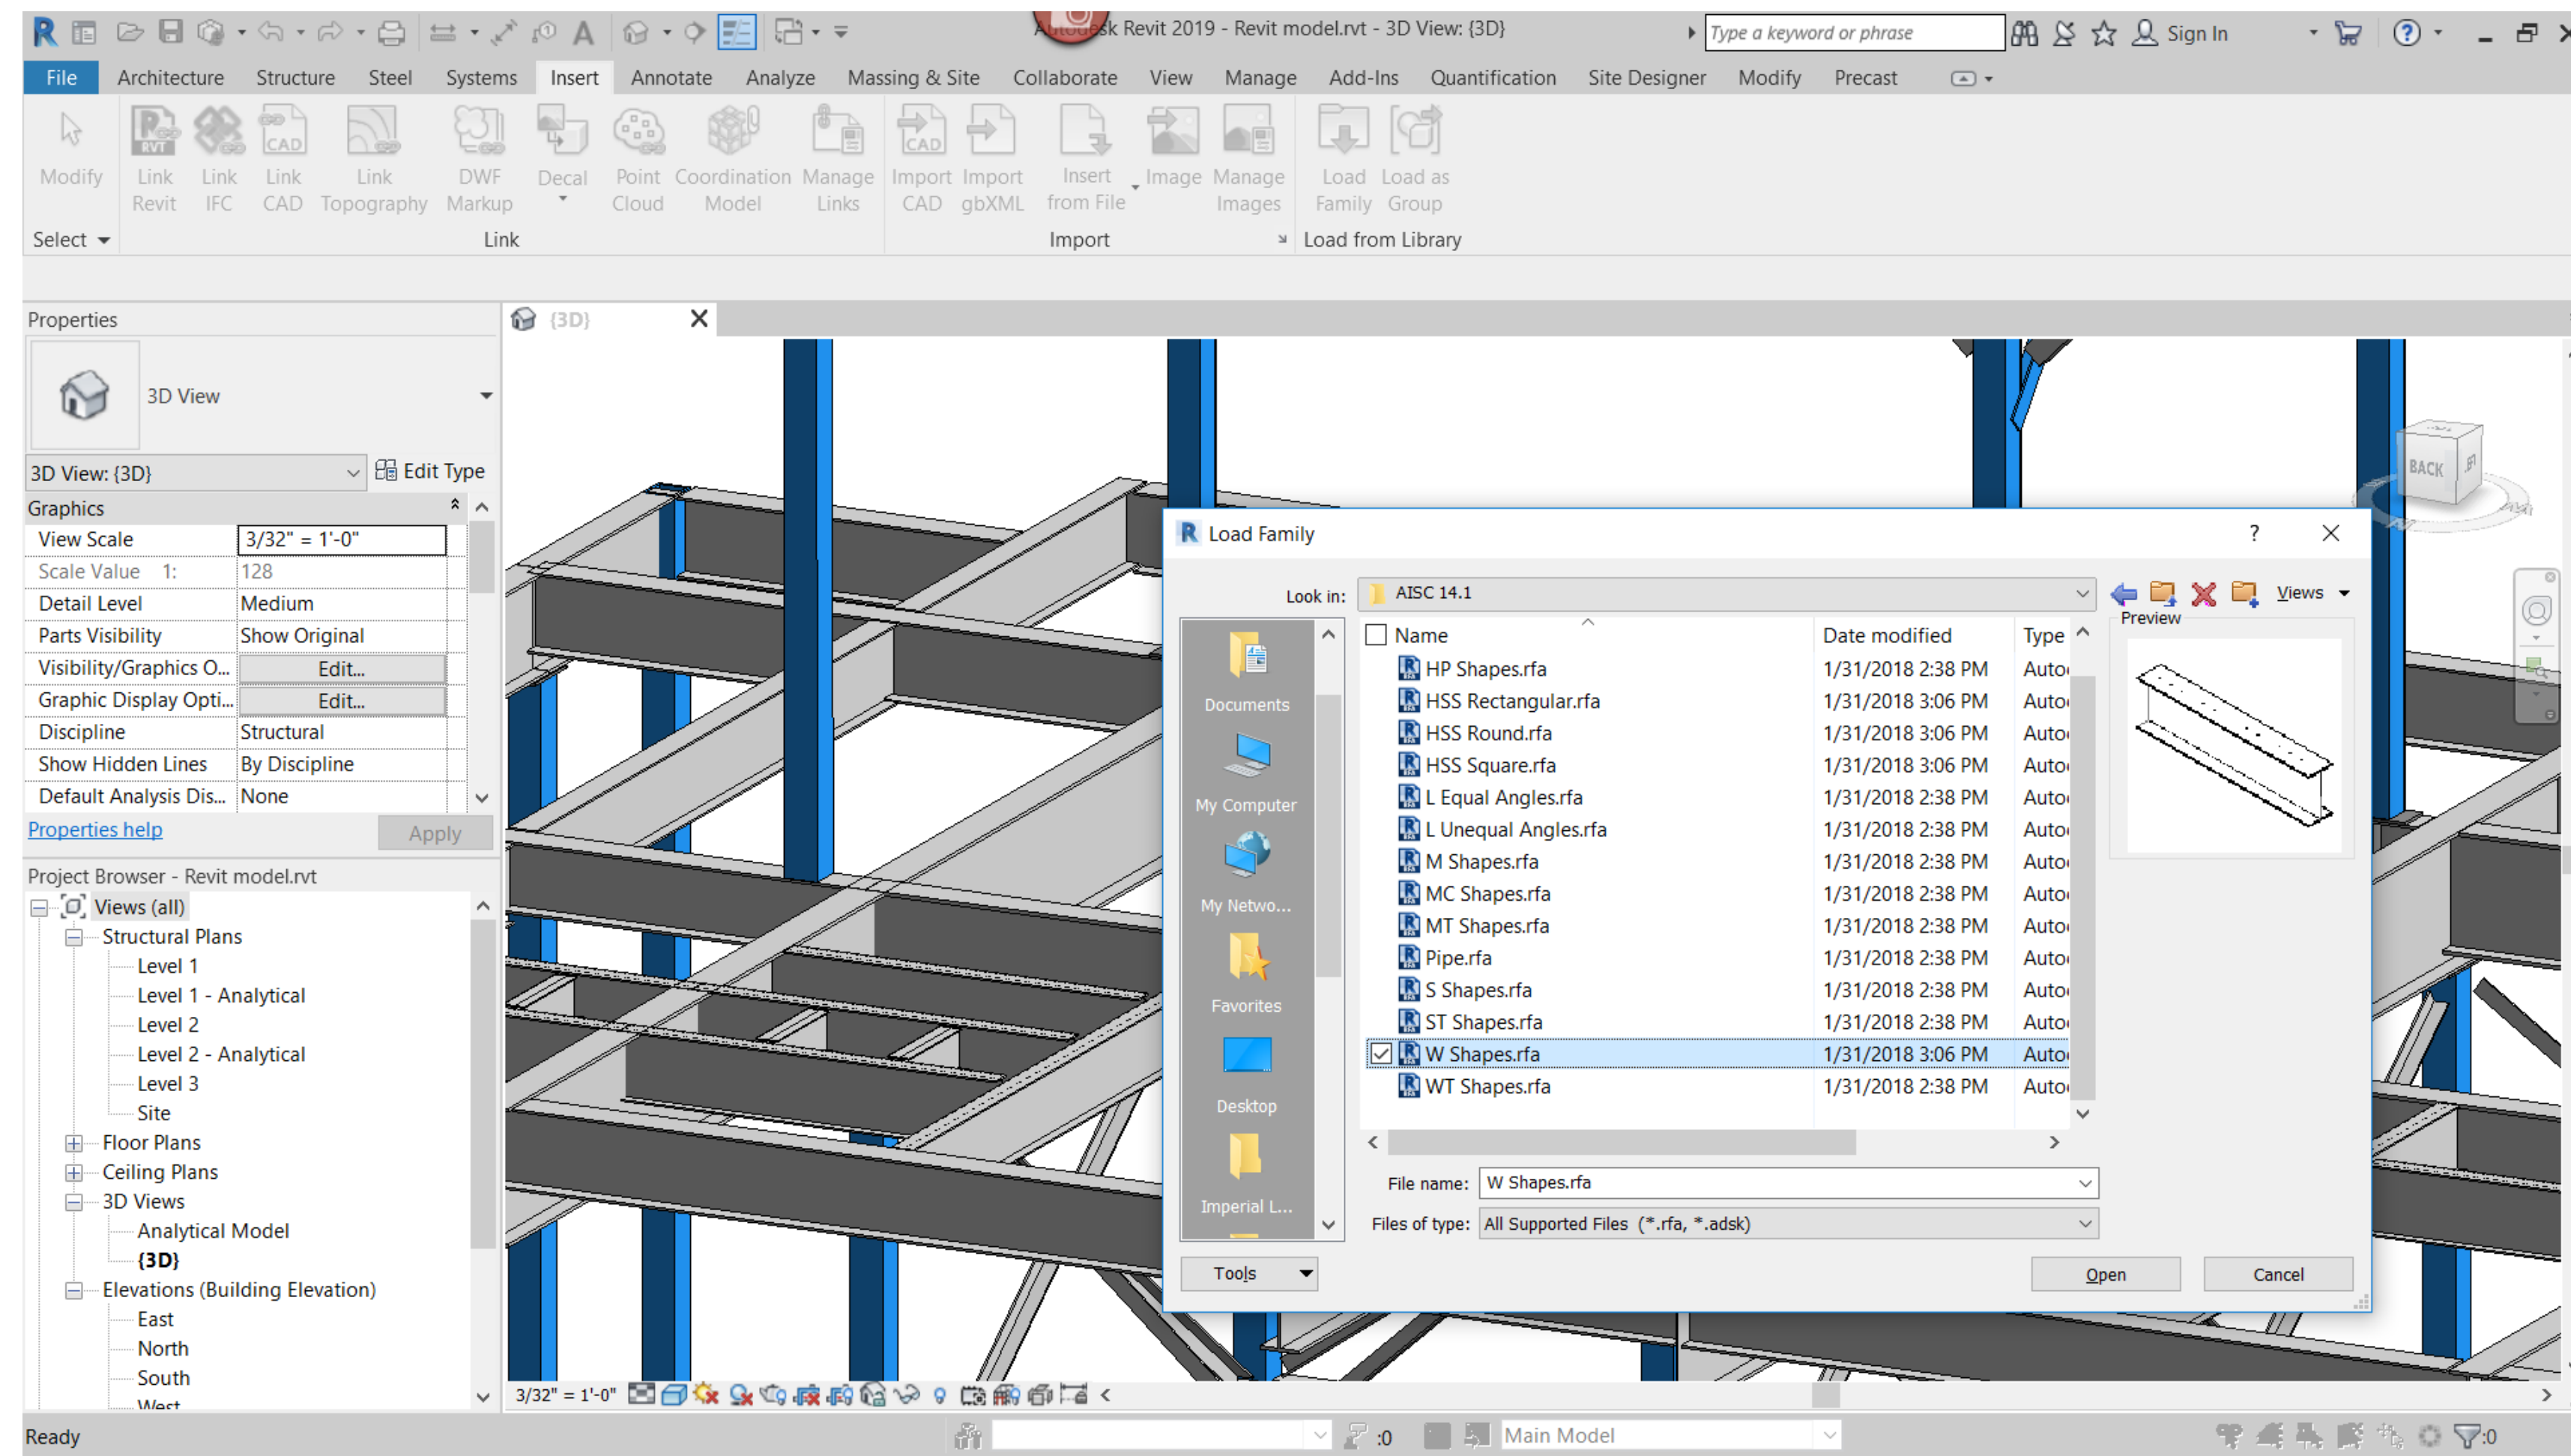 Autodesk Revit 2019 - Revit model.rvt - 3D View: {3D}
Type a keyword or phrase
Sign In
File Architecture Structure Steel Systems Insert Annotate Analyze Massing & Site Collaborate View Manage Add-Ins Quantification Site Designer Modify Precast
Modify
Link Revit
Link IFC
Link CAD
Link Topography
DWF Markup
Decal
Point Cloud
Coordination Model
Manage Links
Import CAD
Import gbXML
Insert from File
Image
Manage Images
Load Family
Load as Group
Select
Link
Import
Load from Library
Properties
3D View
3D View: {3D}
Edit Type
Graphics
View Scale 3/32" = 1'-0"
Scale Value 1: 128
Detail Level Medium
Parts Visibility Show Original
Visibility/Graphics O... Edit...
Graphic Display Opti... Edit...
Discipline Structural
Show Hidden Lines By Discipline
Default Analysis Dis... None
Properties help
Apply
Project Browser - Revit model.rvt
Views (all)
Structural Plans
Level 1
Level 1 - Analytical
Level 2
Level 2 - Analytical
Level 3
Site
Floor Plans
Ceiling Plans
3D Views
Analytical Model
{3D}
Elevations (Building Elevation)
East
North
South
West
{3D}
BACK
Load Family
Look in: AISC 14.1
Views
Preview
Documents
My Computer
My Netwo...
Favorites
Desktop
Imperial L...
Name Date modified Type
HP Shapes.rfa 1/31/2018 2:38 PM Auto
HSS Rectangular.rfa 1/31/2018 3:06 PM Auto
HSS Round.rfa 1/31/2018 3:06 PM Auto
HSS Square.rfa 1/31/2018 3:06 PM Auto
L Equal Angles.rfa 1/31/2018 2:38 PM Auto
L Unequal Angles.rfa 1/31/2018 2:38 PM Auto
M Shapes.rfa 1/31/2018 2:38 PM Auto
MC Shapes.rfa 1/31/2018 2:38 PM Auto
MT Shapes.rfa 1/31/2018 2:38 PM Auto
Pipe.rfa 1/31/2018 2:38 PM Auto
S Shapes.rfa 1/31/2018 2:38 PM Auto
ST Shapes.rfa 1/31/2018 2:38 PM Auto
W Shapes.rfa 1/31/2018 3:06 PM Auto
WT Shapes.rfa 1/31/2018 2:38 PM Auto
File name: W Shapes.rfa
Files of type: All Supported Files (*.rfa, *.adsk)
Tools
Open
Cancel
3/32" = 1'-0"
Ready
:0
Main Model
:0